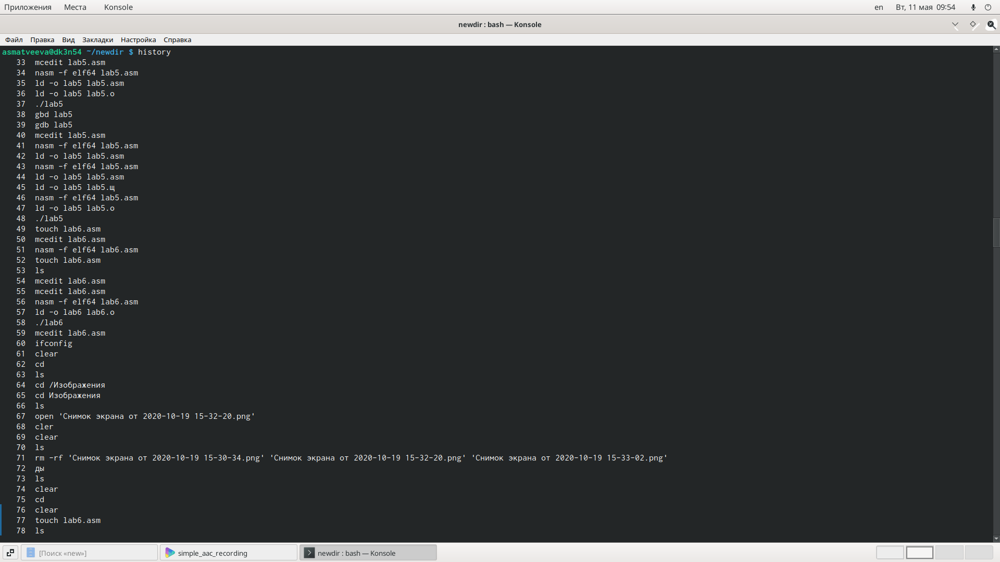 Приложения Места Konsole en Вт, 11 мая 09:54
newdir : bash — Konsole
Файл Правка Вид Закладки Настройка Справка
asmatveeva@dk3n54 ~/newdir $ history
33 mcedit lab5.asm
34 nasm -f elf64 lab5.asm
35 ld -o lab5 lab5.asm
36 ld -o lab5 lab5.o
37 ./lab5
38 gbd lab5
39 gdb lab5
40 mcedit lab5.asm
41 nasm -f elf64 lab5.asm
42 ld -o lab5 lab5.asm
43 nasm -f elf64 lab5.asm
44 ld -o lab5 lab5.asm
45 ld -o lab5 lab5.щ
46 nasm -f elf64 lab5.asm
47 ld -o lab5 lab5.o
48 ./lab5
49 touch lab6.asm
50 mcedit lab6.asm
51 nasm -f elf64 lab6.asm
52 touch lab6.asm
53 ls
54 mcedit lab6.asm
55 mcedit lab6.asm
56 nasm -f elf64 lab6.asm
57 ld -o lab6 lab6.o
58 ./lab6
59 mcedit lab6.asm
60 ifconfig
61 clear
62 cd
63 ls
64 cd /Изображения
65 cd Изображения
66 ls
67 open 'Снимок экрана от 2020-10-19 15-32-20.png'
68 cler
69 clear
70 ls
71 rm -rf 'Снимок экрана от 2020-10-19 15-30-34.png' 'Снимок экрана от 2020-10-19 15-32-20.png' 'Снимок экрана от 2020-10-19 15-33-02.png'
72 ды
73 ls
74 clear
75 cd
76 clear
77 touch lab6.asm
78 ls
[Поиск «new»] simple_aac_recording newdir : bash — Konsole